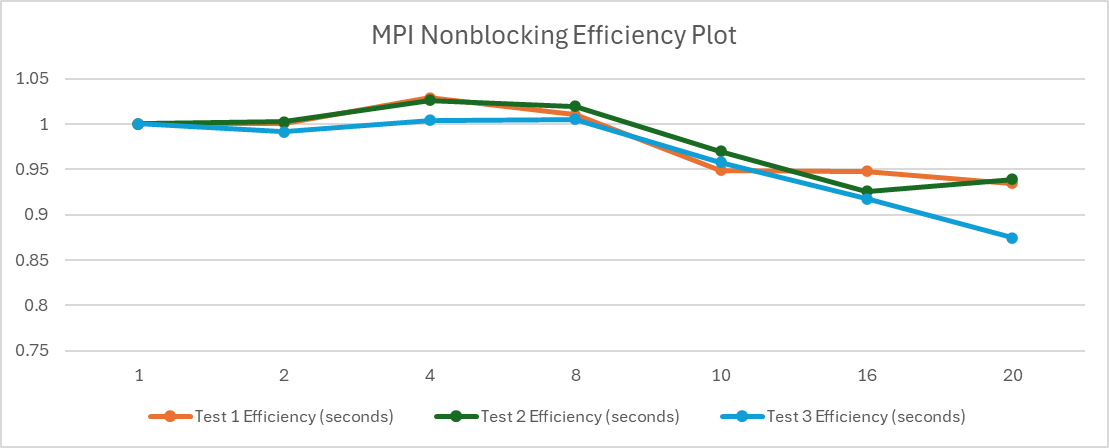 MPI Nonblocking Efficiency Plot
1.05
1
0.95
0.9
0.85
0.8
0.75
1 2 4 8 10 16 20
Test 1 Efficiency (seconds) Test 2 Efficiency (seconds) Test 3 Efficiency (seconds)